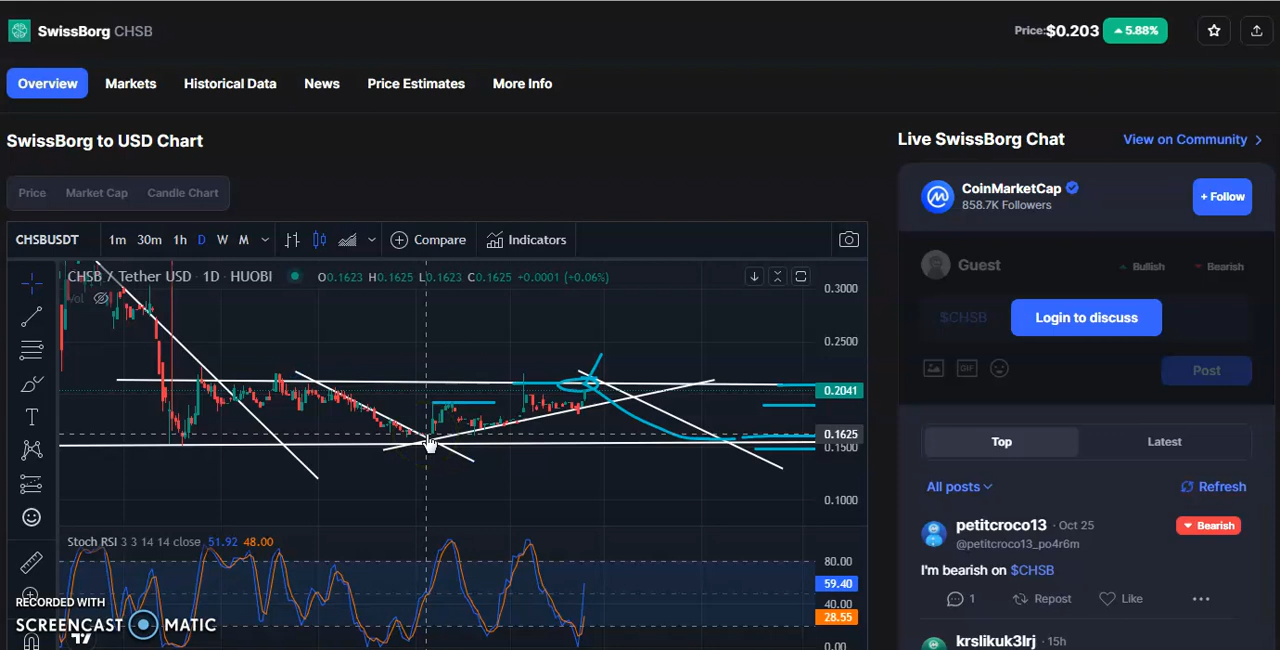 SwissBorg CHSB
Price:$0.203 5.88%
Overview Markets Historical Data News Price Estimates More Info
SwissBorg to USD Chart
Live SwissBorg Chat View on Community
Price Market Cap Candle Chart
CoinMarketCap
858.7K Followers
+ Follow
CHSBUSDT 1m 30m 1h D W M Compare Indicators
Guest Bullish Bearish
CHSB / Tether USD 1D HUOBI O0.1623 H0.1625 L0.1623 C0.1625 +0.0001 (+0.06%)
Vol
0.3000
$CHSB Login to discuss
0.2500
GIF Post
0.2041
0.1625
0.1500
Top Latest
All posts Refresh
0.1000
petitcroco13 · Oct 25 Bearish
@petitcroco13_po4r6m
Stoch RSI 3 3 14 14 close 51.92 48.00
80.00
I'm bearish on $CHSB
59.40
1 Repost Like
40.00
28.55
RECORDED WITH
SCREENCAST MATIC
krslikuk3lrj · 15h
0.00